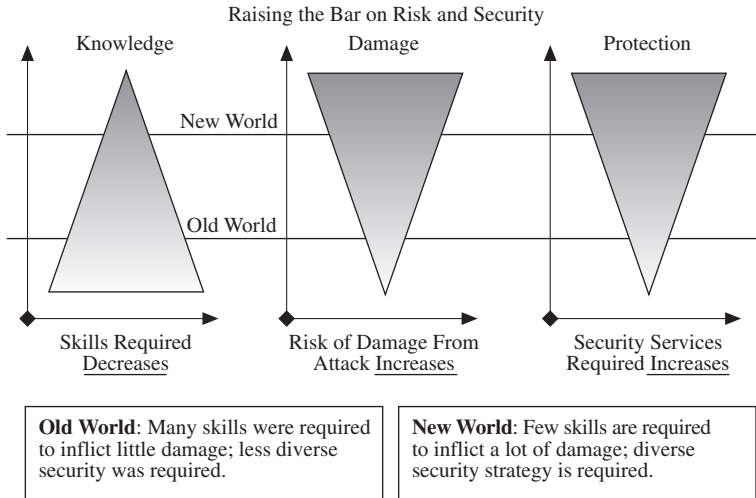 Raising the Bar on Risk and Security
Knowledge
Damage
Protection
New World
Old World
Skills Required
Decreases
Risk of Damage From
Attack Increases
Security Services
Required Increases
Old World: Many skills were required
to inflict little damage; less diverse
security was required.
New World: Few skills are required
to inflict a lot of damage; diverse
security strategy is required.